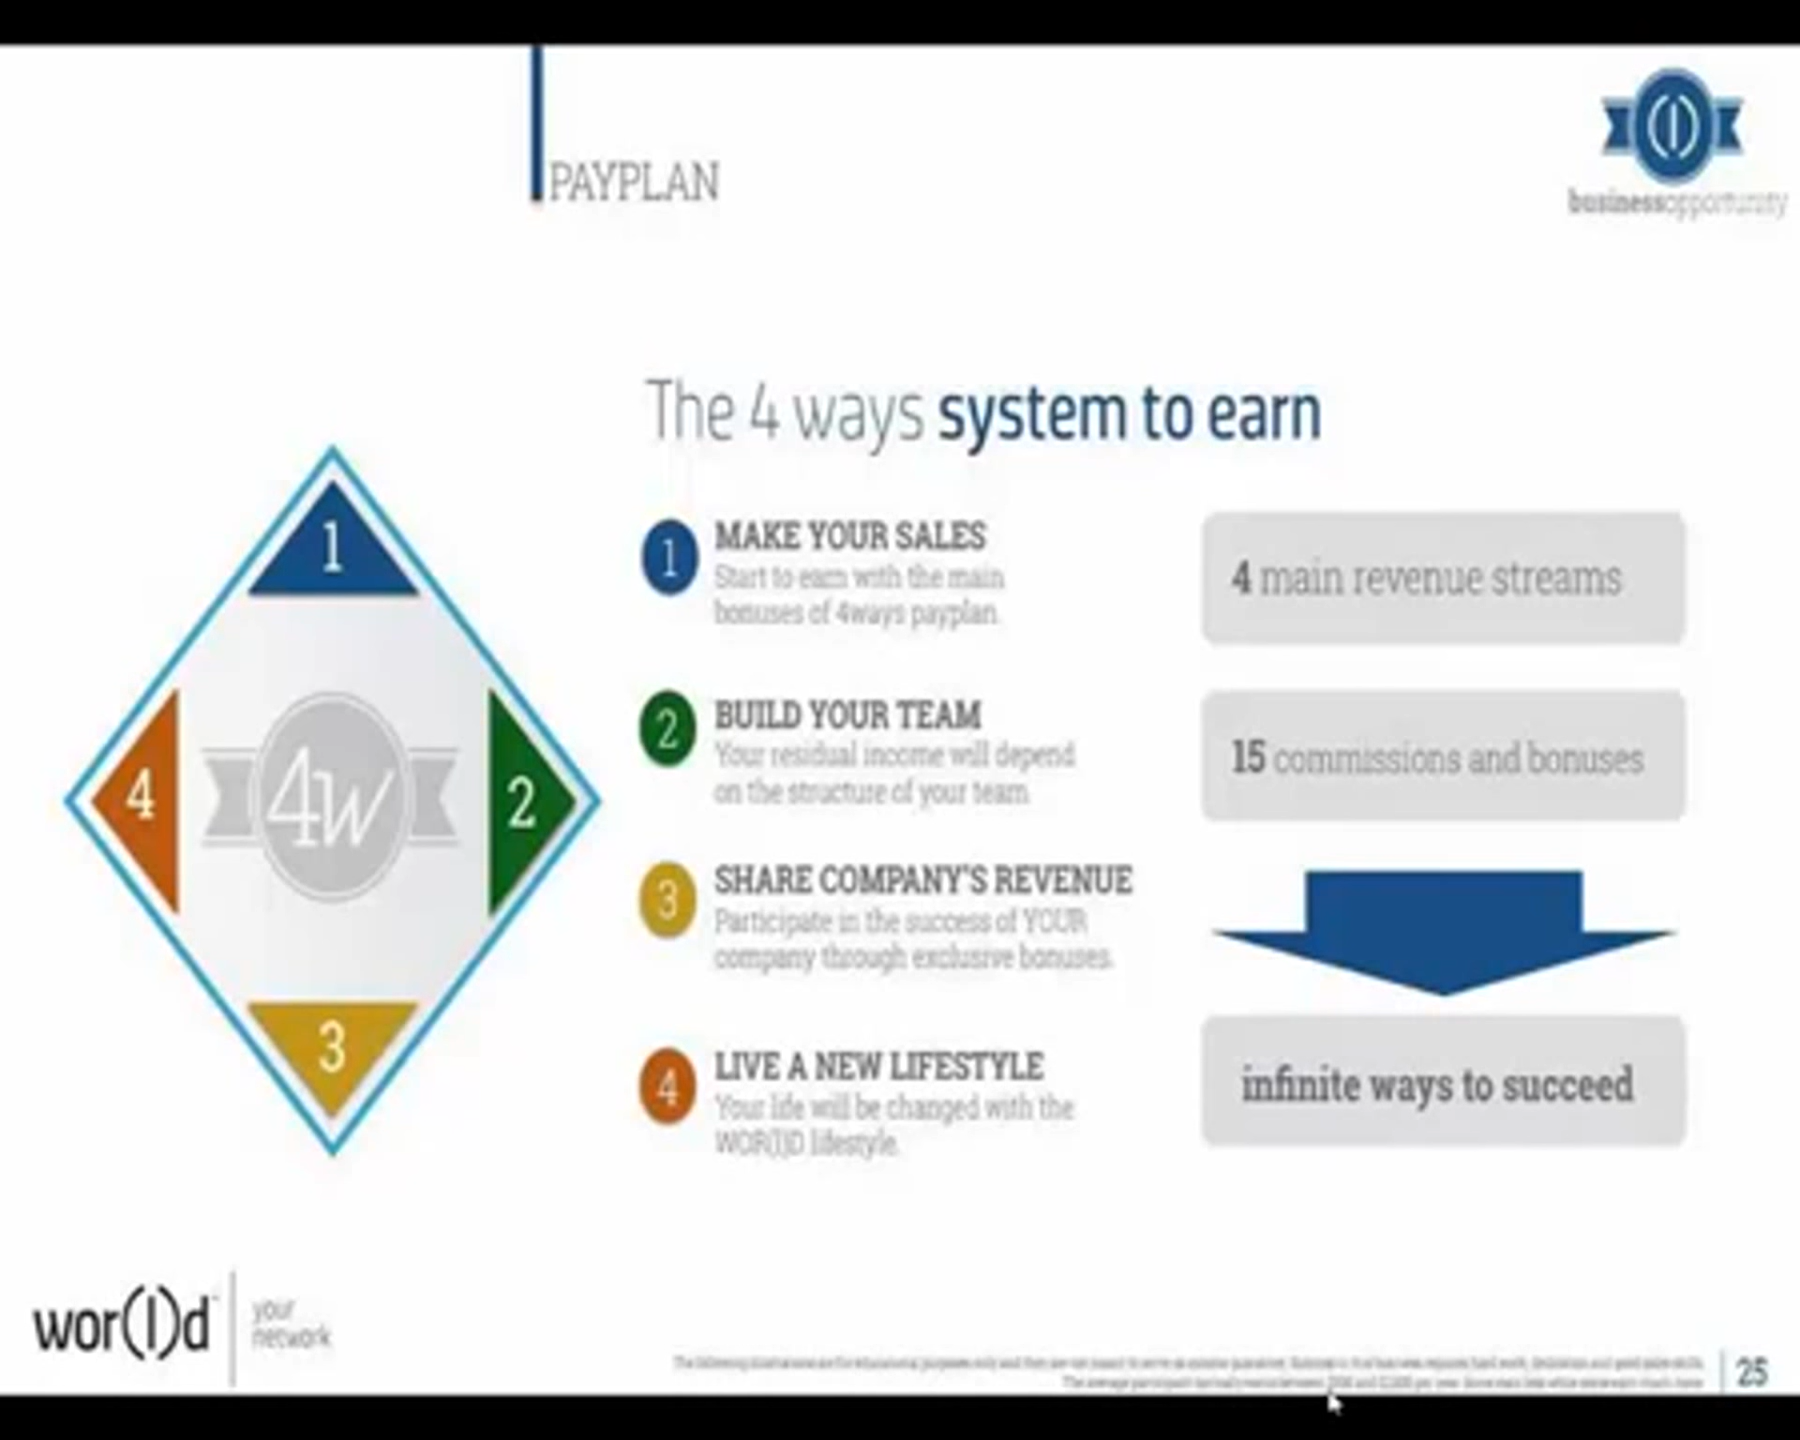 PAYPLAN
businessopportunity
The 4 ways system to earn
1
4w
4
2
3
1 MAKE YOUR SALES
Start to earn with the main
bonuses of 4ways payplan.
2 BUILD YOUR TEAM
Your residual income will depend
on the structure of your team
3 SHARE COMPANY'S REVENUE
Participate in the success of YOUR
company through exclusive bonuses.
4 LIVE A NEW LIFESTYLE
Your life will be changed with the
WOR(l)D lifestyle.
4 main revenue streams
15 commissions and bonuses
infinite ways to succeed
wor(l)d
your
network
25